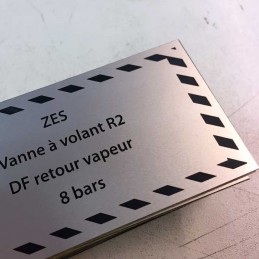 ZES
Vanne à volant R2
DF retour vapeur
8 bars